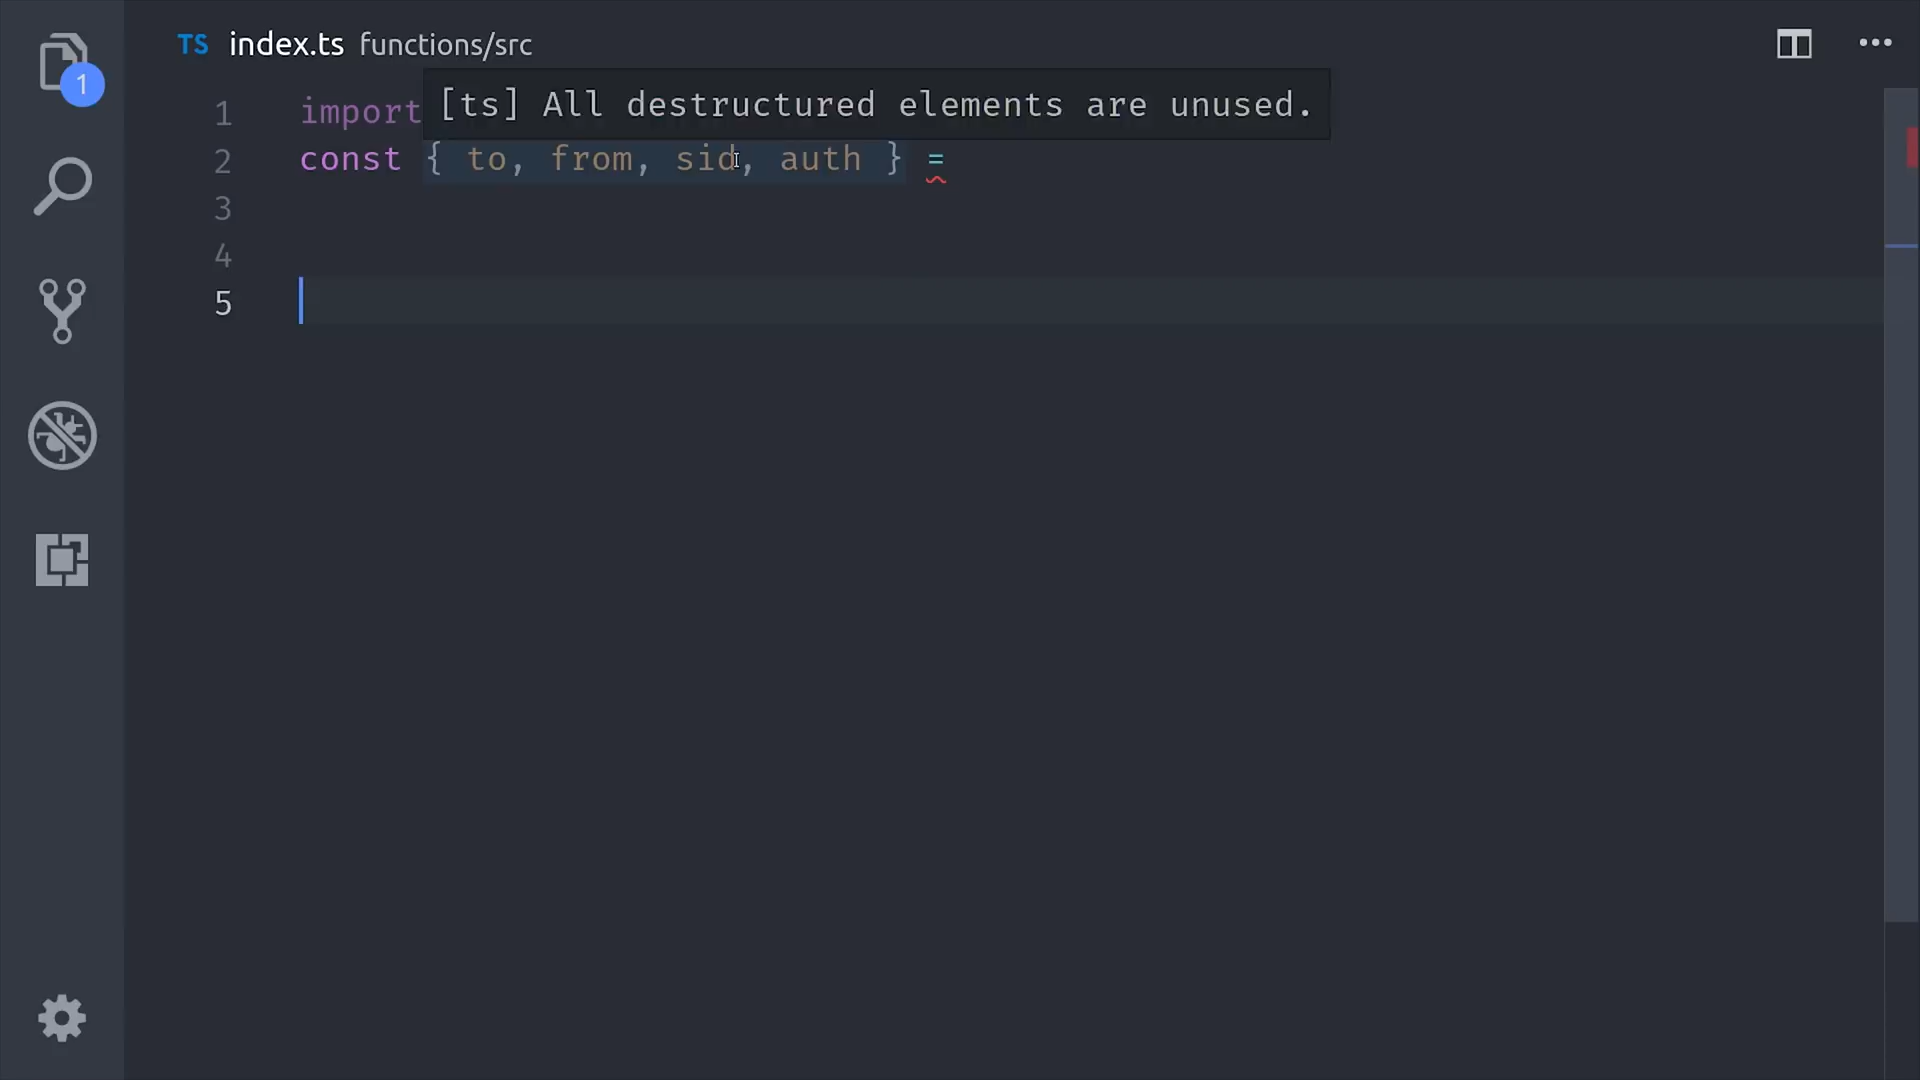 TS index.ts functions/src
1
[ts] All destructured elements are unused.
1 import
2 const { to, from, sid, auth } =
3
4
5